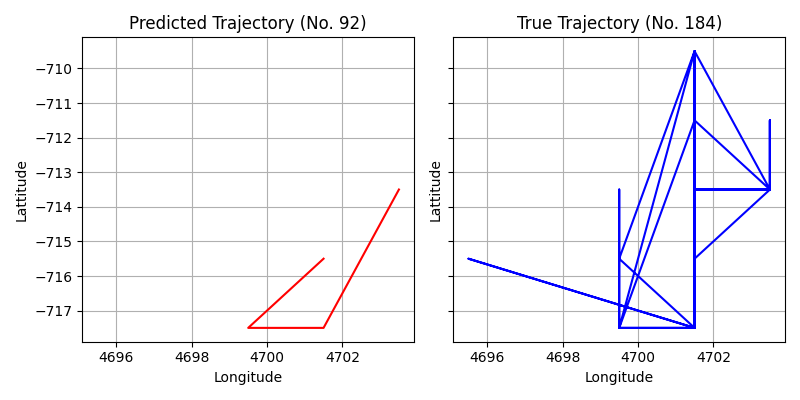 Predicted Trajectory (No. 92)
True Trajectory (No. 184)
−710
−711
−712
−713
−714
−715
−716
−717
Lattitude
Lattitude
4696 4698 4700 4702
4696 4698 4700 4702
Longitude
Longitude